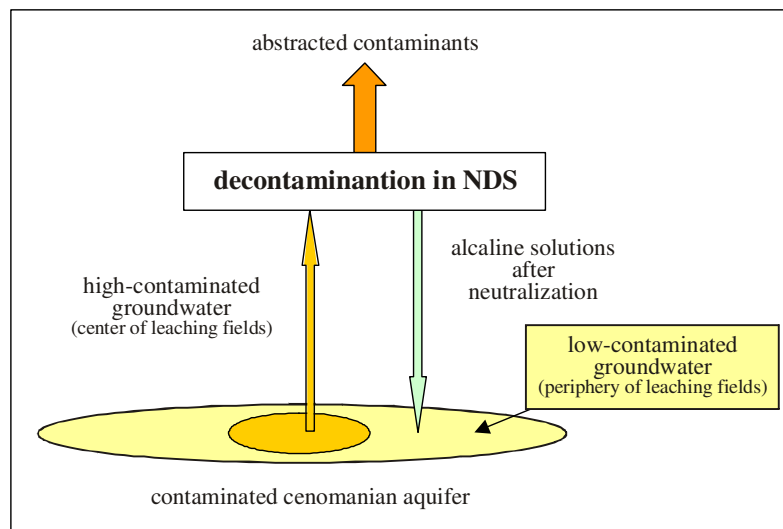 abstracted contaminants
decontaminantion in NDS
alcaline solutions
after
neutralization
high-contaminated
groundwater
(center of leaching fields)
low-contaminated
groundwater
(periphery of leaching fields)
contaminated cenomanian aquifer